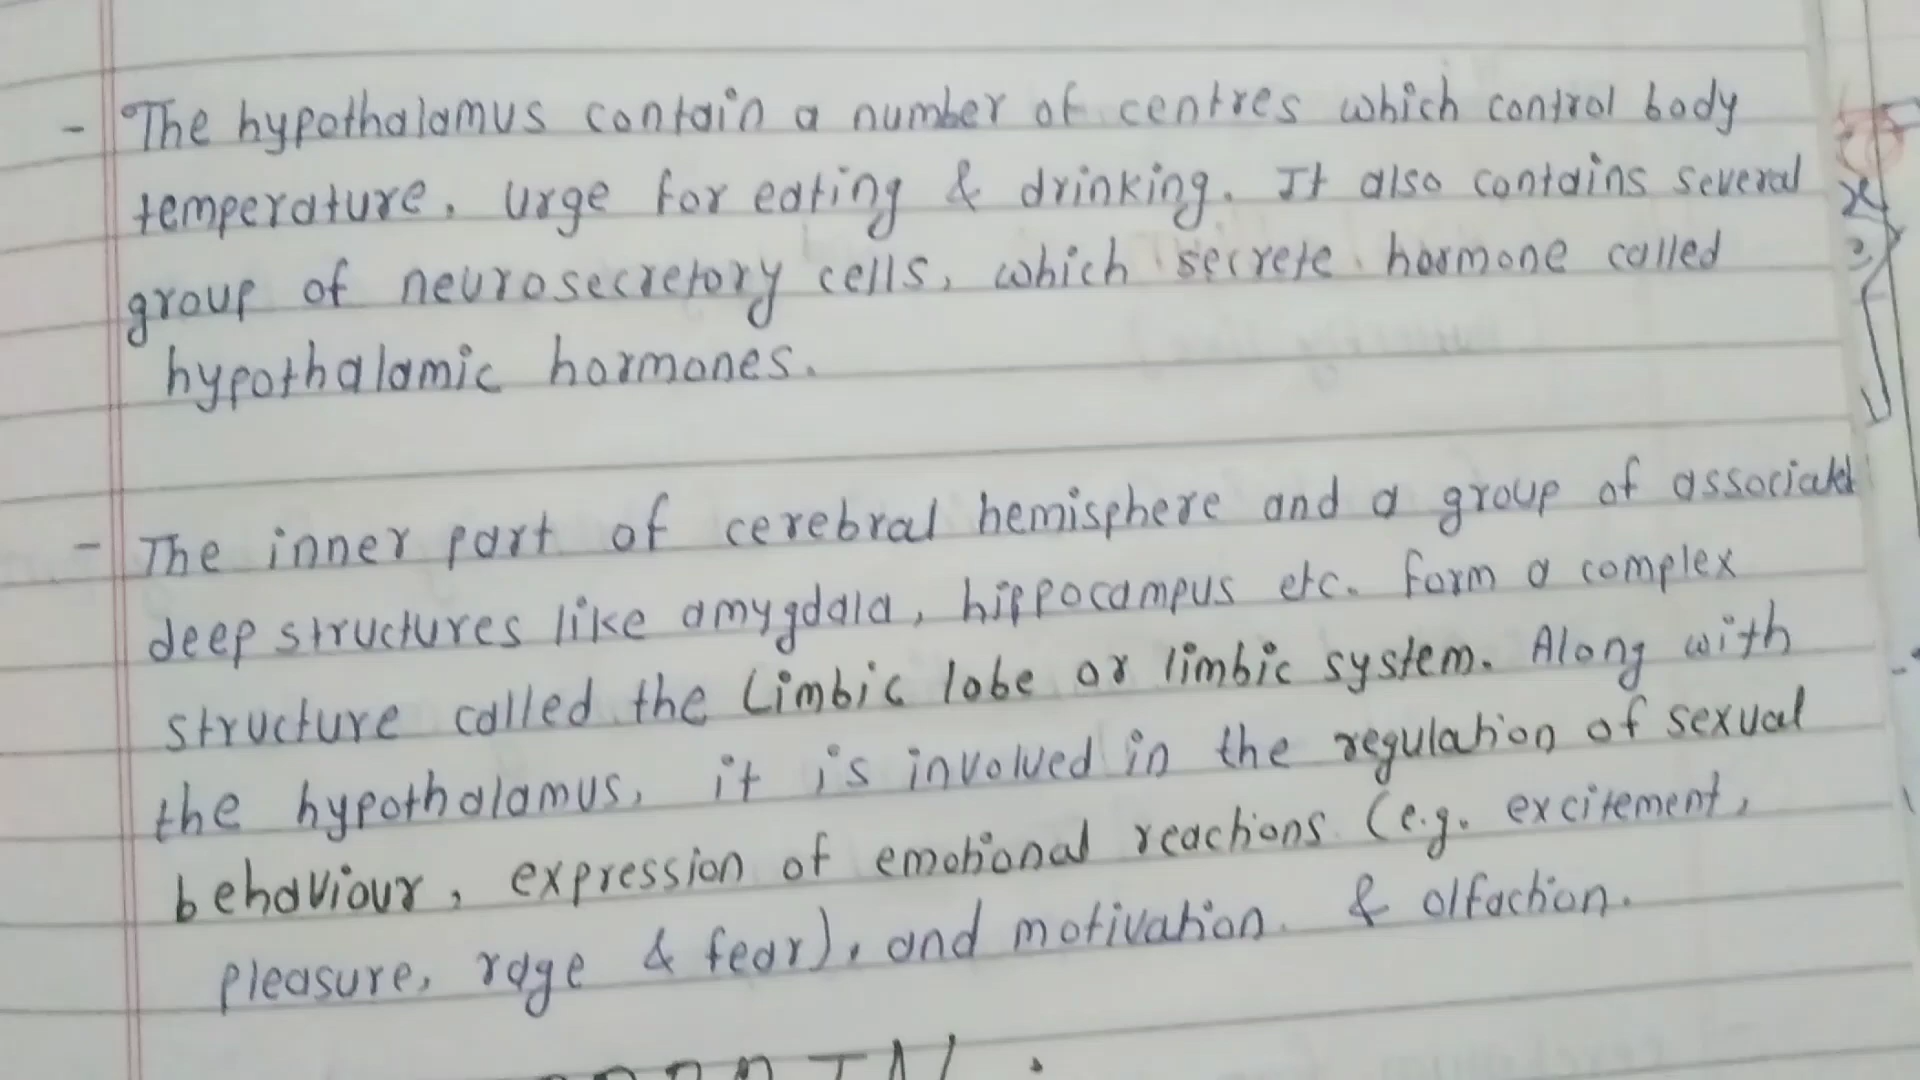 - The hypothalamus contain a number of centres which control body
temperature, urge for eating & drinking. It also contains several
group of neurosecretory cells, which secrete hormone called
hypothalamic hormones.
- The inner part of cerebral hemisphere and a group of associated
deep structures like amygdala, hippocampus etc. form a complex
structure called the Limbic lobe or limbic system. Along with
the hypothalamus, it is involved in the regulation of sexual
behaviour, expression of emotional reactions (e.g. excitement,
pleasure, rage & fear), and motivation. & olfaction.